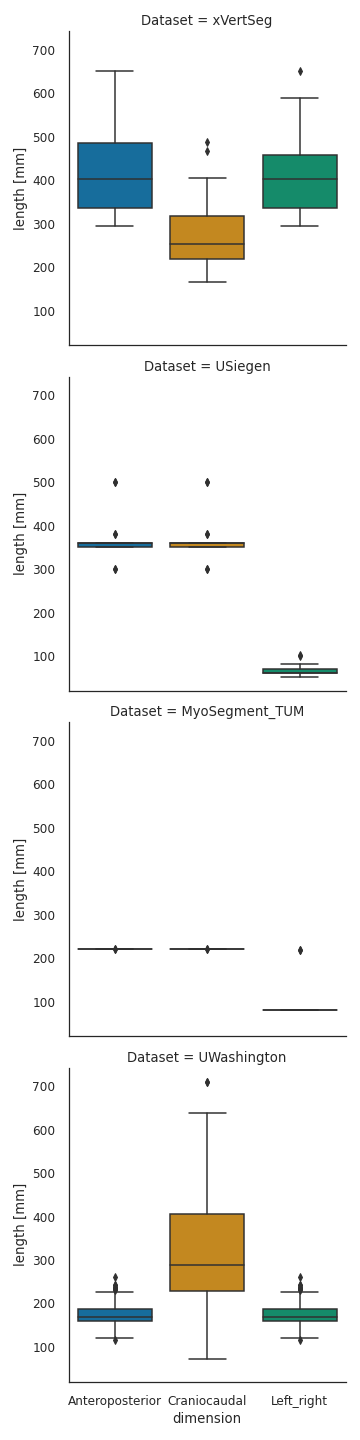 Dataset = xVertSeg
700
600
500
400
300
200
100
length [mm]
Dataset = USiegen
700
600
500
400
300
200
100
length [mm]
Dataset = MyoSegment_TUM
700
600
500
400
300
200
100
length [mm]
Dataset = UWashington
700
600
500
400
300
200
100
length [mm]
Anteroposterior Craniocaudal Left_right
dimension